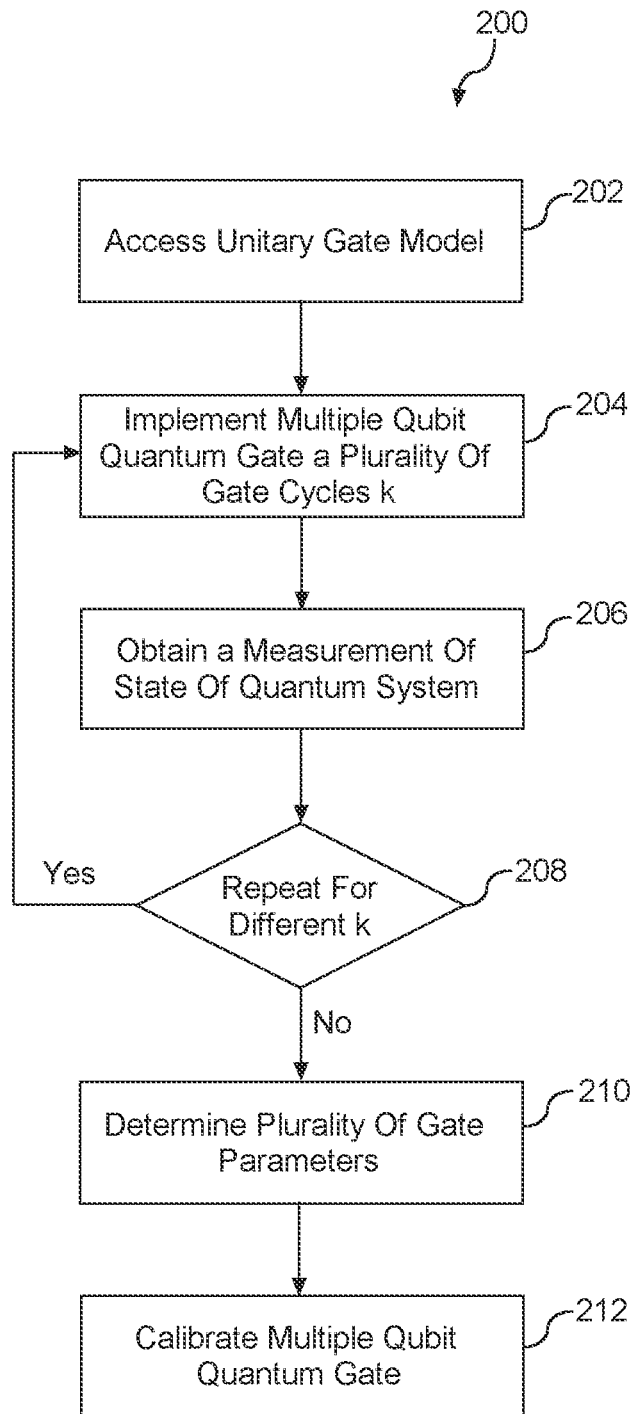 200
202
Access Unitary Gate Model
204
Implement Multiple Qubit
Quantum Gate a Plurality Of
Gate Cycles k
206
Obtain a Measurement Of
State Of Quantum System
Yes
208
Repeat For
Different k
No
210
Determine Plurality Of Gate
Parameters
212
Calibrate Multiple Qubit
Quantum Gate